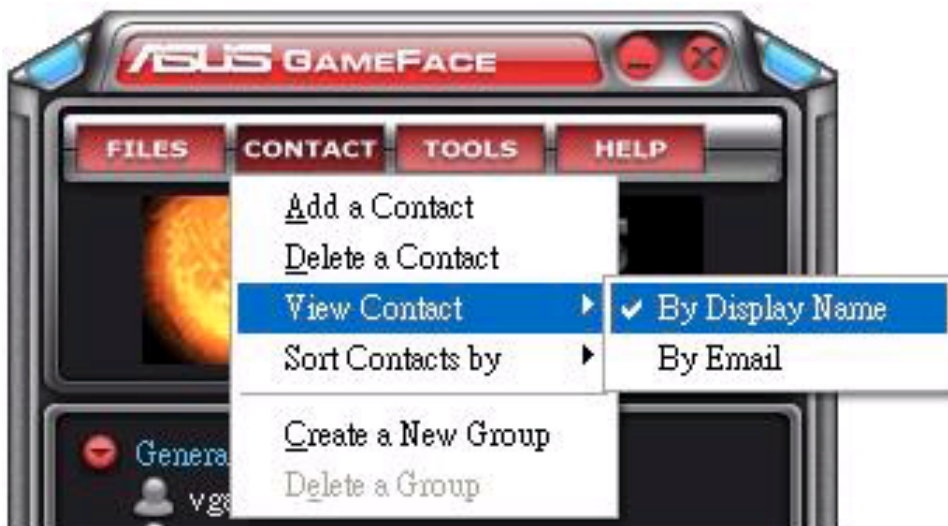 ASUS GAMEFACE
FILES CONTACT TOOLS HELP
Add a Contact
Delete a Contact
View Contact
By Display Name
Sort Contacts by
By Email
Create a New Group
Delete a Group